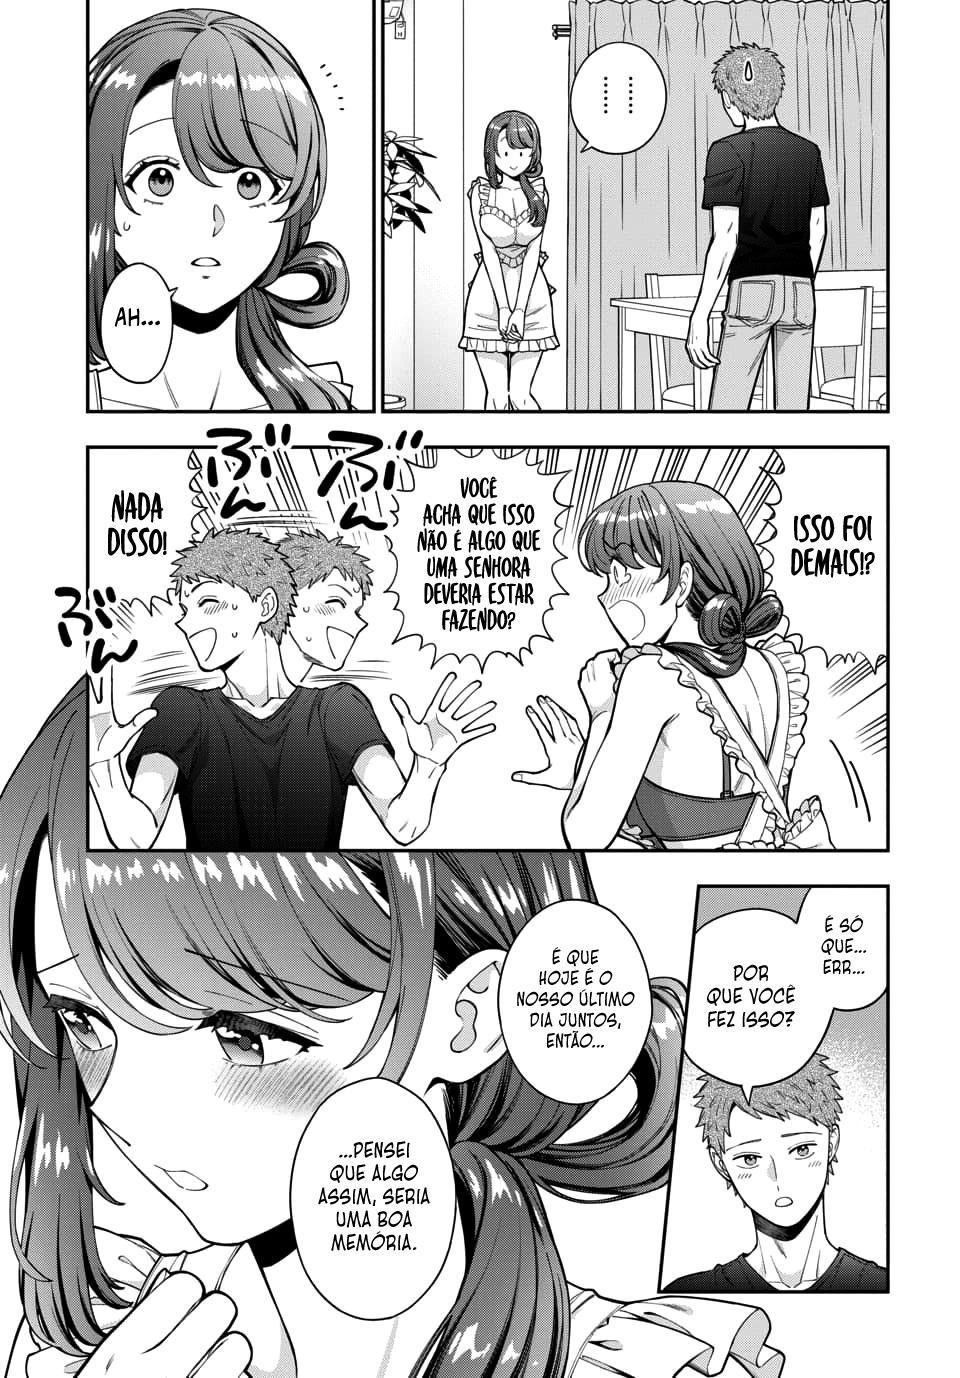 ……
……
AH...
ISSO FOI
DEMAIS!?
VOCÊ
ACHA QUE ISSO
NÃO É ALGO QUE
UMA SENHORA
DEVERIA ESTAR
FAZENDO?
NADA
DISSO!
ぶん
ぶん
ぶん
É SÓ
QUE...
ERR...
POR
QUE VOCÊ
FEZ ISSO?
É QUE
HOJE É O
NOSSO ÚLTIMO
DIA JUNTOS,
ENTÃO...
...PENSEI
QUE ALGO
ASSIM, SERIA
UMA BOA
MEMÓRIA.